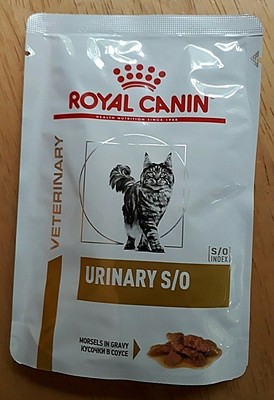 ROYAL CANIN
HEALTH NUTRITION SINCE 1968
VETERINARY
S/O
INDEX
URINARY S/O
MORSELS IN GRAVY
КУСОЧКИ В СОУСЕ